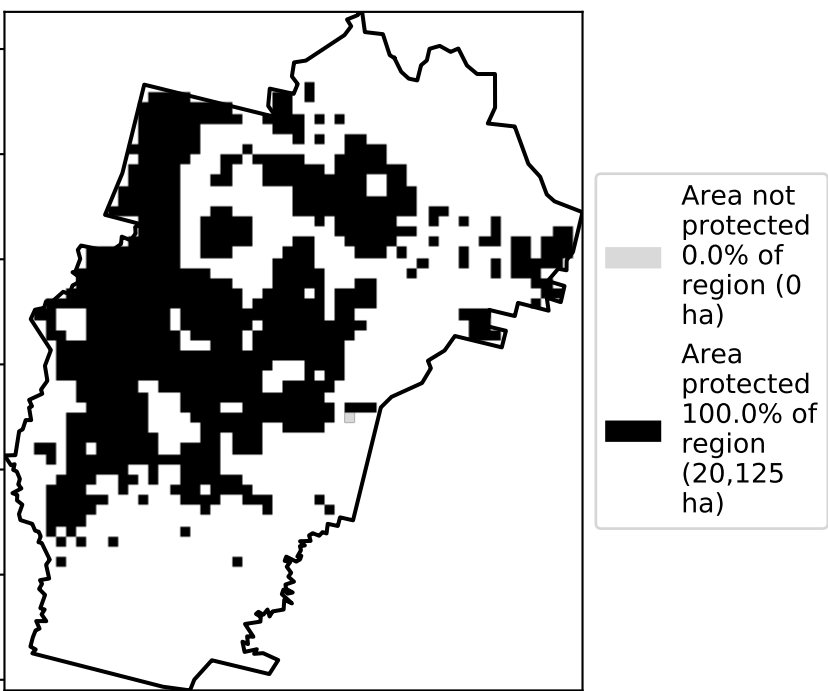 Area not
protected
0.0% of
region (0
ha)
Area
protected
100.0% of
region
(20,125
ha)